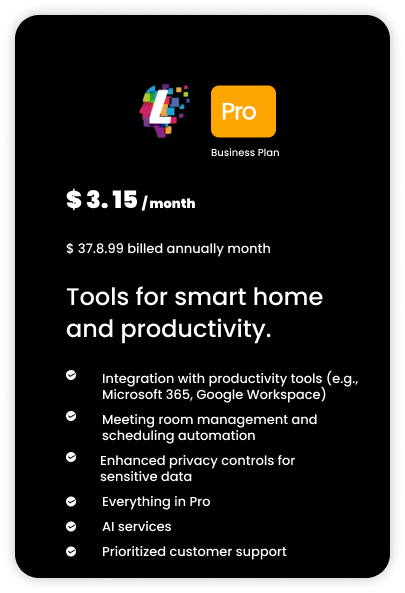 L
Pro
Business Plan
$ 3.15 / month
$ 37.8.99 billed annually month
Tools for smart home
and productivity.
Integration with productivity tools (e.g.,
Microsoft 365, Google Workspace)
Meeting room management and
scheduling automation
Enhanced privacy controls for
sensitive data
Everything in Pro
AI services
Prioritized customer support